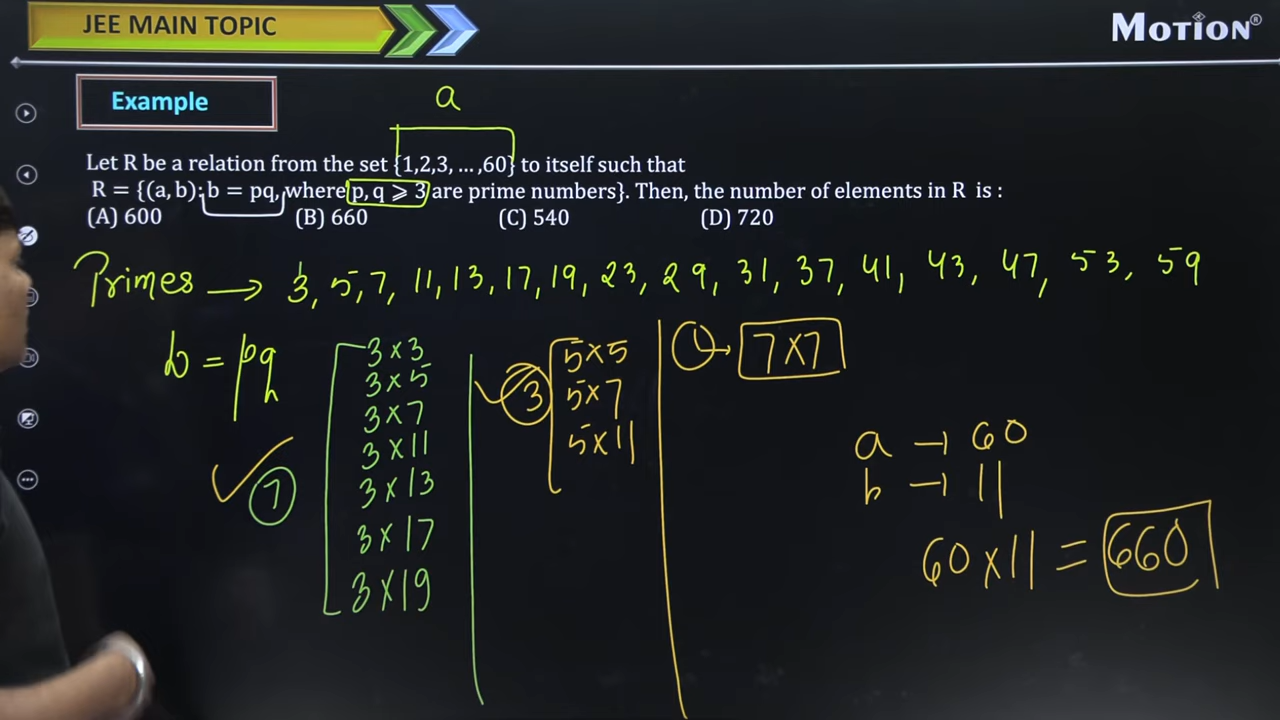 JEE MAIN TOPIC
MOTION®
Example
a
Let R be a relation from the set {1,2,3, ...,60} to itself such that
R = {(a, b): b = pq, where p, q ⩾ 3 are prime numbers}. Then, the number of elements in R is :
(A) 600 (B) 660 (C) 540 (D) 720
Primes → 3, 5, 7, 11, 13, 17, 19, 23, 29, 31, 37, 41, 43, 47, 53, 59
b = pq
3 × 3
3 × 5
3 × 7
3 × 11
3 × 13
3 × 17
3 × 19
7
3
5 × 5
5 × 7
5 × 11
1 → 7 × 7
a → 60
b → 11
60 × 11 = 660